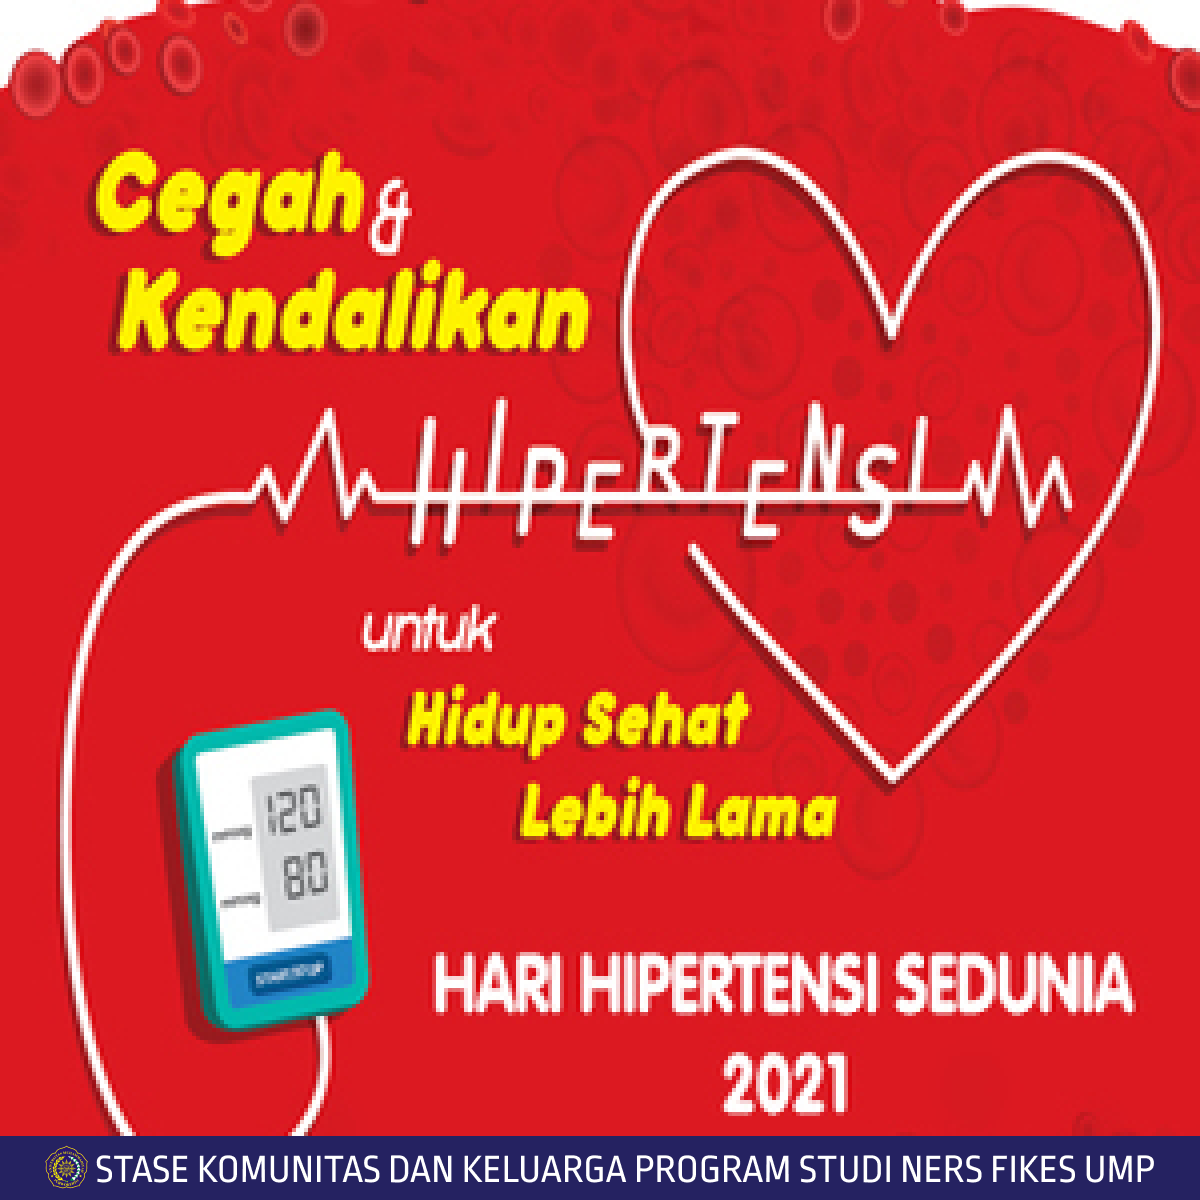 Cegah &
Kendalikan
HIPERTENSI
untuk
Hidup Sehat
Lebih Lama
120
80
HARI HIPERTENSI SEDUNIA
2021
STASE KOMUNITAS DAN KELUARGA PROGRAM STUDI NERS FIKES UMP